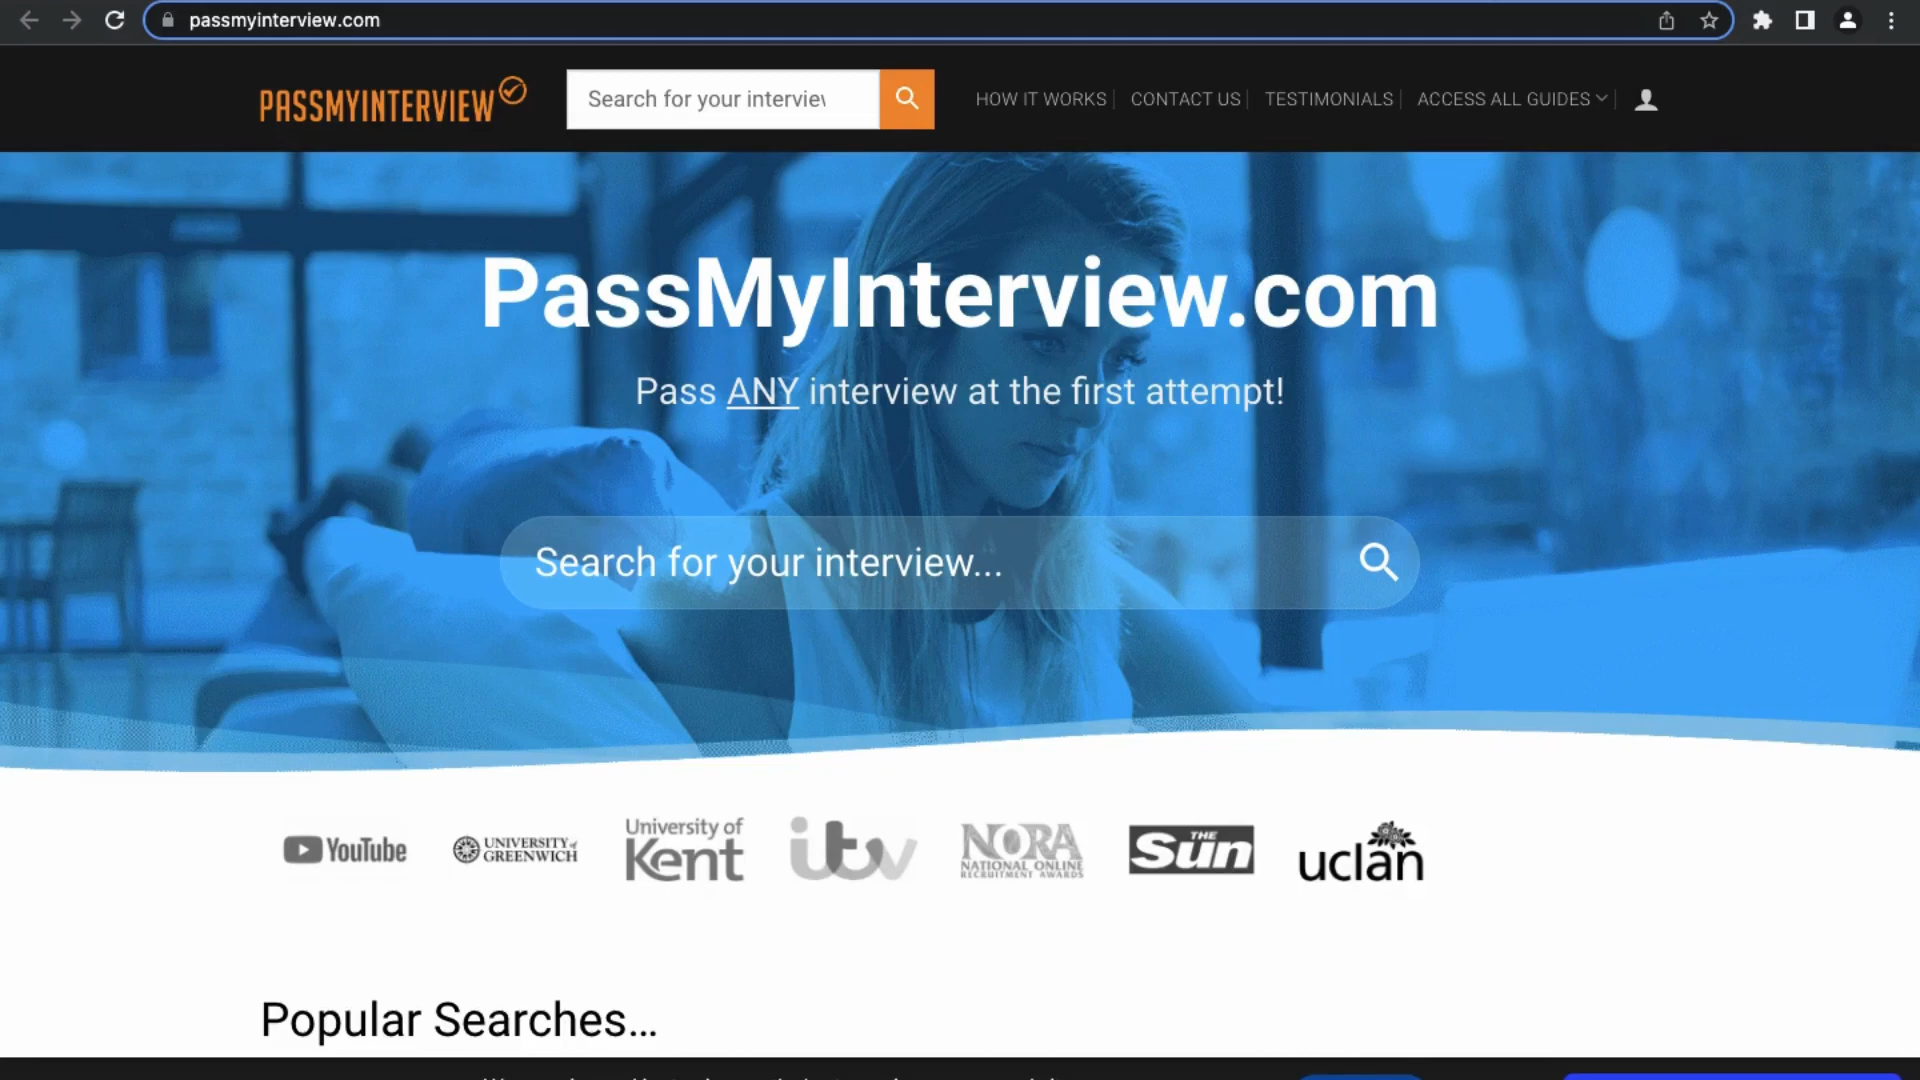 passmyinterview.com
PASSMYINTERVIEW
Search for your interview
HOW IT WORKS
CONTACT US
TESTIMONIALS
ACCESS ALL GUIDES
PassMyInterview.com
Pass ANY interview at the first attempt!
Search for your interview...
YouTube
UNIVERSITY of
GREENWICH
University of
Kent
itv
NORA
NATIONAL ONLINE
RECRUITMENT AWARDS
THE
Sun
uclan
Popular Searches...